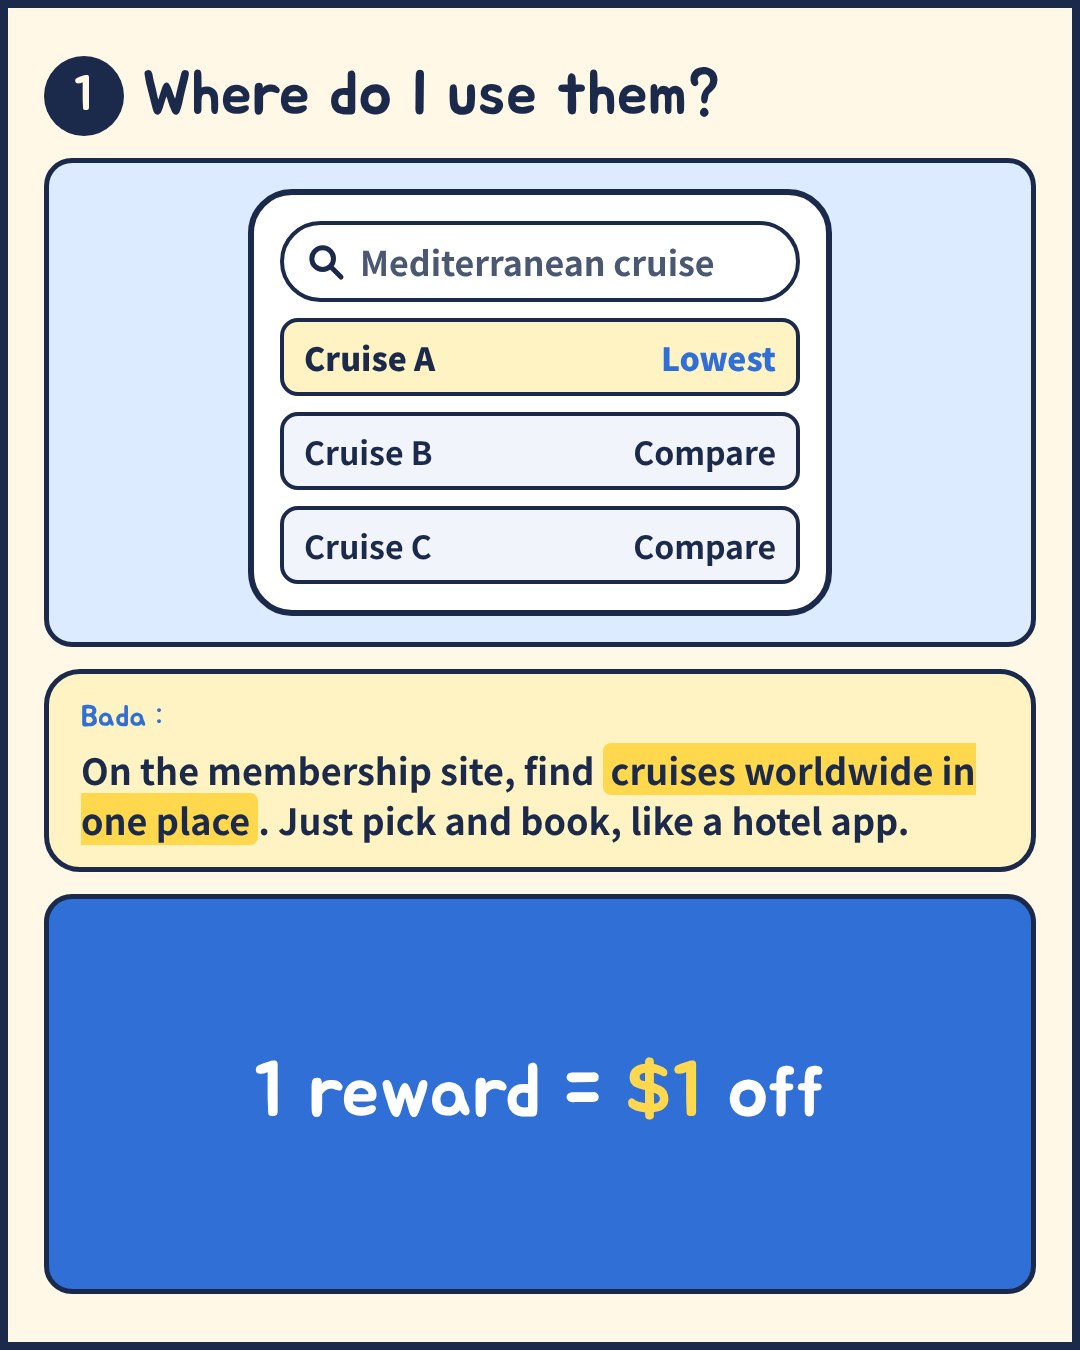 1 Where do I use them?
Mediterranean cruise
Cruise A Lowest
Cruise B Compare
Cruise C Compare
Bada :
On the membership site, find cruises worldwide in
one place . Just pick and book, like a hotel app.
1 reward = $1 off